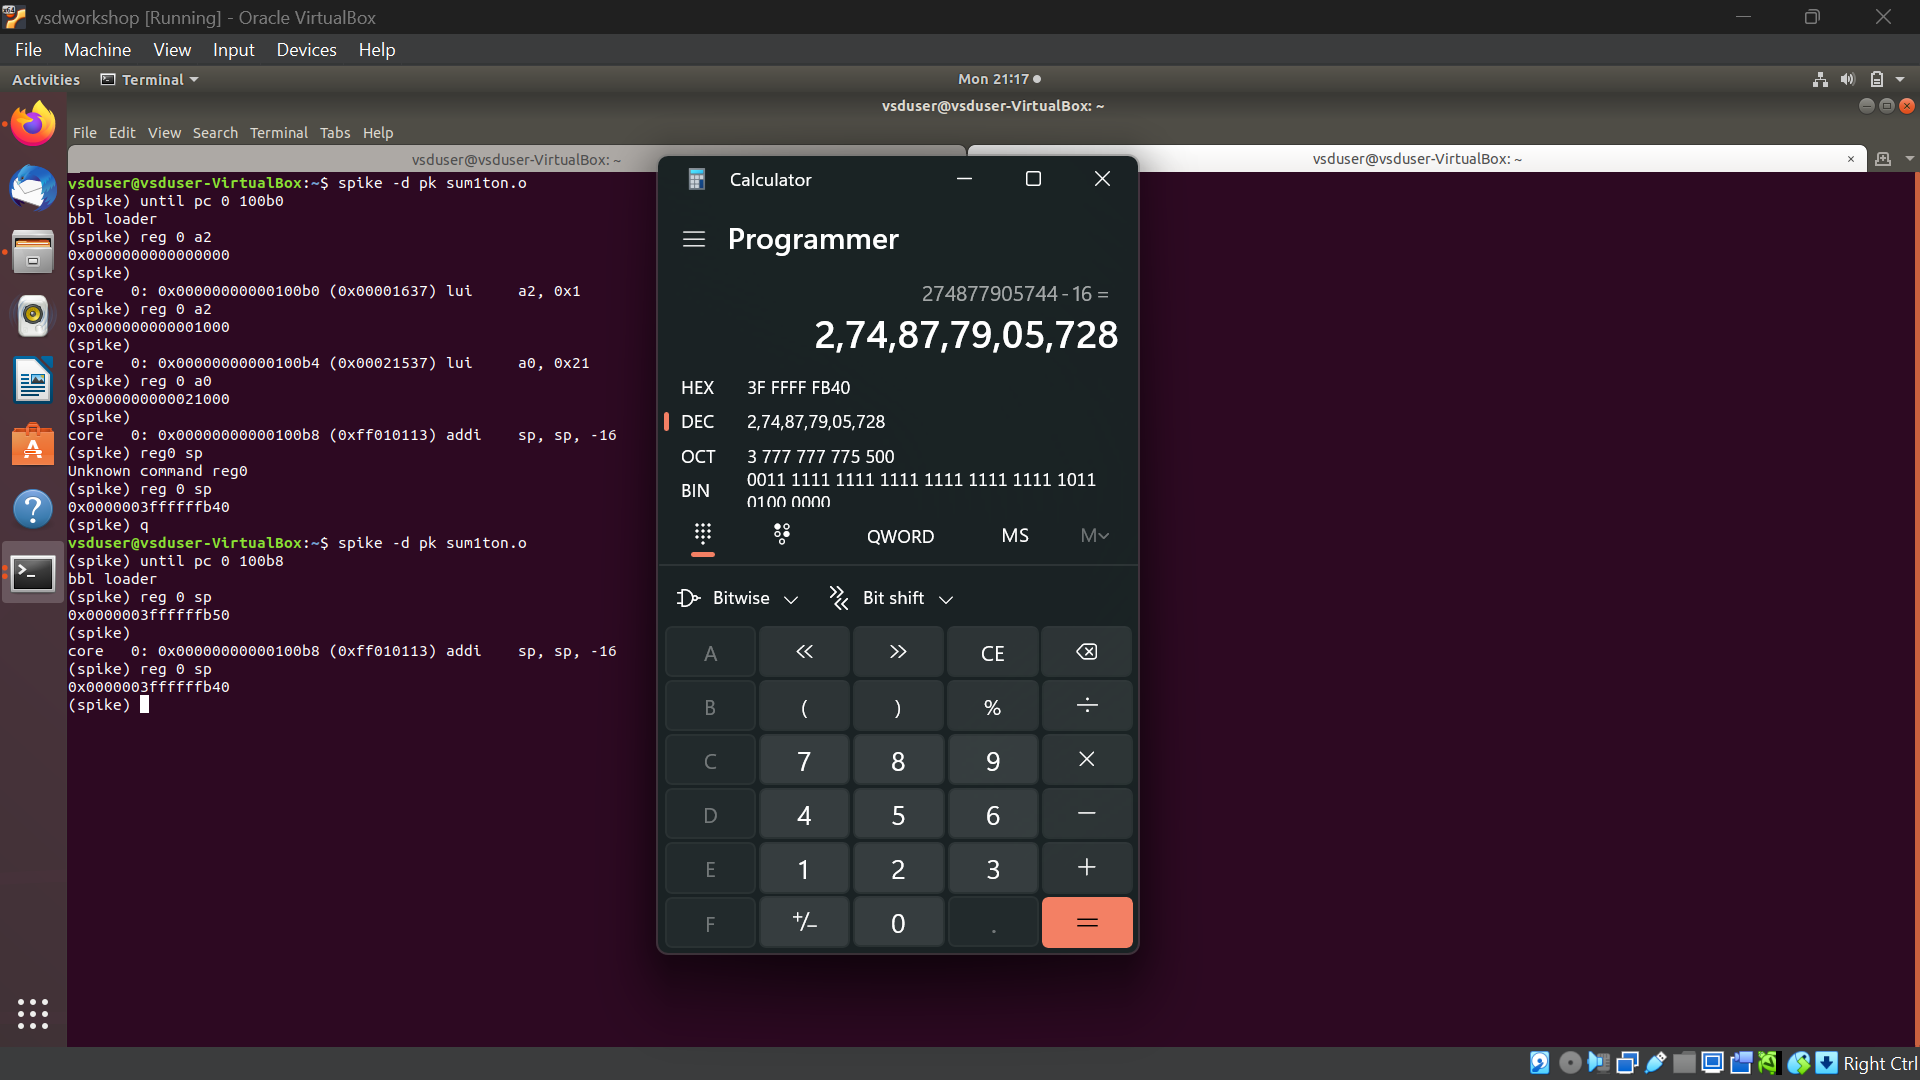 vsdworkshop [Running] - Oracle VirtualBox
File Machine View Input Devices Help
Activities Terminal Mon 21:17
vsduser@vsduser-VirtualBox: ~
File Edit View Search Terminal Tabs Help
vsduser@vsduser-VirtualBox: ~ vsduser@vsduser-VirtualBox: ~
vsduser@vsduser-VirtualBox:~$ spike -d pk sum1ton.o
(spike) until pc 0 100b0
bbl loader
(spike) reg 0 a2
0x0000000000000000
(spike)
core 0: 0x00000000000100b0 (0x00001637) lui a2, 0x1
(spike) reg 0 a2
0x0000000000001000
(spike)
core 0: 0x00000000000100b4 (0x00021537) lui a0, 0x21
(spike) reg 0 a0
0x0000000000021000
(spike)
core 0: 0x00000000000100b8 (0xff010113) addi sp, sp, -16
(spike) reg0 sp
Unknown command reg0
(spike) reg 0 sp
0x0000003ffffffb40
(spike) q
vsduser@vsduser-VirtualBox:~$ spike -d pk sum1ton.o
(spike) until pc 0 100b8
bbl loader
(spike) reg 0 sp
0x0000003ffffffb50
(spike)
core 0: 0x00000000000100b8 (0xff010113) addi sp, sp, -16
(spike) reg 0 sp
0x0000003ffffffb40
(spike)
Calculator
Programmer
274877905744 - 16 =
2,74,87,79,05,728
HEX 3F FFFF FB40
DEC 2,74,87,79,05,728
OCT 3 777 777 775 500
BIN 0011 1111 1111 1111 1111 1111 1111 1011
0100 0000
QWORD MS M
Bitwise Bit shift
A << >> CE
B ( ) % ÷
C 7 8 9 ×
D 4 5 6 −
E 1 2 3 +
F +/− 0 . =
Right Ctrl